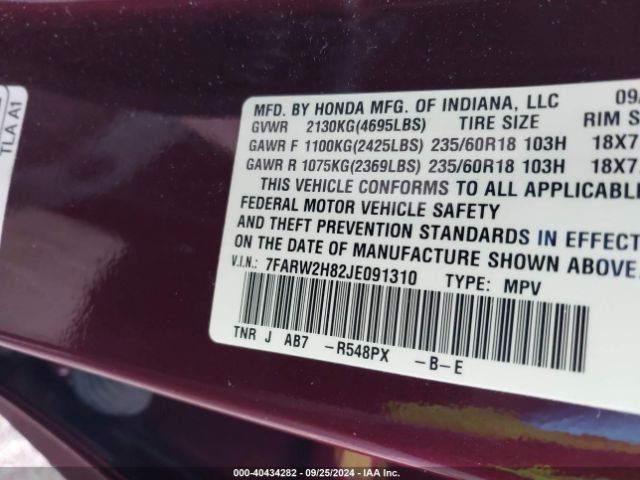 TLA A1
MFD. BY HONDA MFG. OF INDIANA, LLC 09/
GVWR 2130KG(4695LBS) TIRE SIZE RIM S
GAWR F 1100KG(2425LBS) 235/60R18 103H 18X7.
GAWR R 1075KG(2369LBS) 235/60R18 103H 18X7.
THIS VEHICLE CONFORMS TO ALL APPLICABLE
FEDERAL MOTOR VEHICLE SAFETY
AND THEFT PREVENTION STANDARDS IN EFFECT
ON THE DATE OF MANUFACTURE SHOWN ABOVE.
V.I.N.: 7FARW2H82JE091310 TYPE: MPV
TNR J AB7 -R548PX -B-E
000-40434282 - 09/25/2024 - IAA Inc.